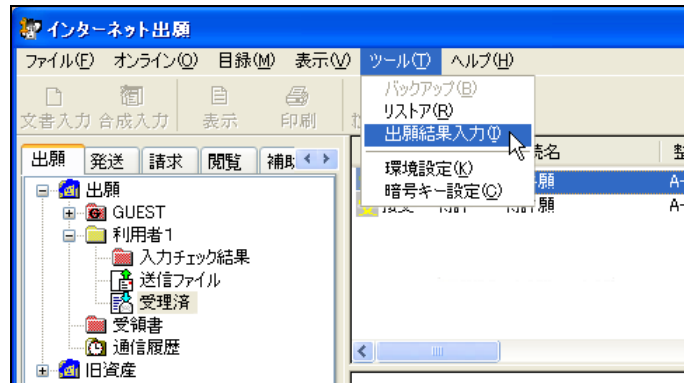 インターネット出願
ファイル(F) オンライン(O) 目録(M) 表示(V) ツール(T) ヘルプ(H)
バックアップ(B)
リストア(R)
出願結果入力(I)
環境設定(K)
暗号キー設定(C)
文書入力 合成入力 表示 印刷
出願 発送 請求 閲覧
続名 整
願 A-
願 A-
出願
GUEST
利用者1
入力チェック結果
送信ファイル
受理済
受領書
通信履歴
旧資産